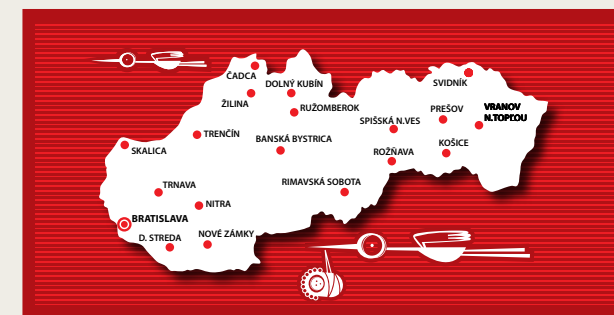 ČADCA
SVIDNÍK
DOLNÝ KUBÍN
ŽILINA
RUŽOMBEROK
PREŠOV
VRANOV
N.TOPĽOU
SPIŠSKÁ N.VES
TRENČÍN
BANSKÁ BYSTRICA
KOŠICE
SKALICA
ROŽŇAVA
TRNAVA
RIMAVSKÁ SOBOTA
NITRA
BRATISLAVA
D. STREDA
NOVÉ ZÁMKY